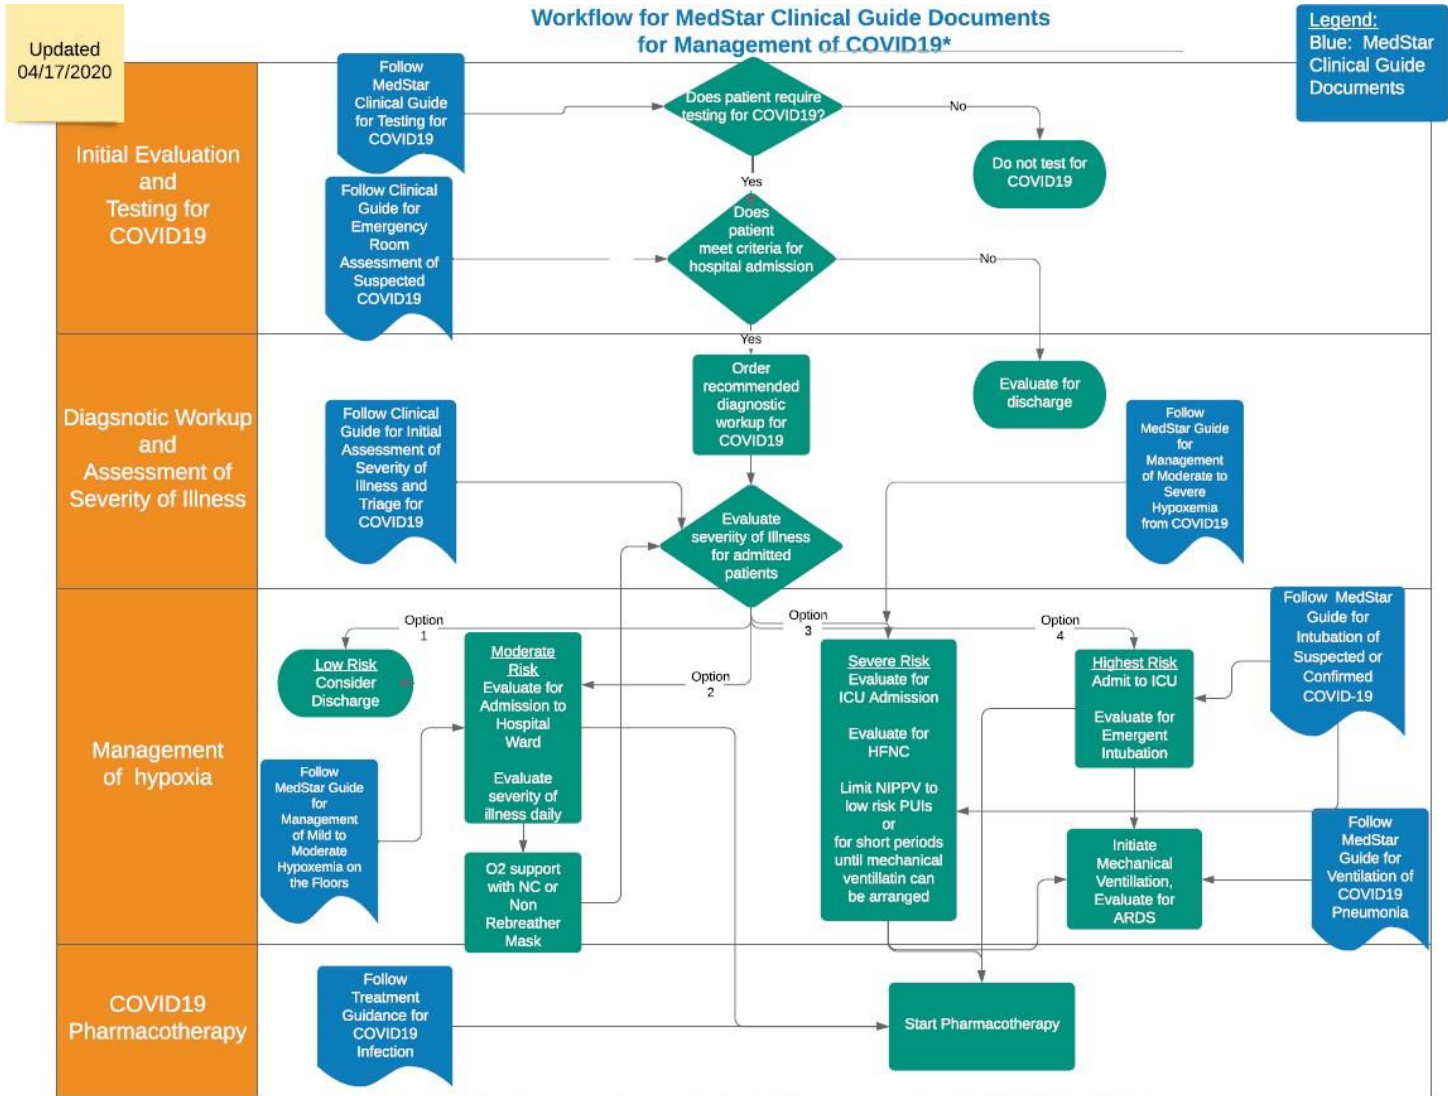 Workflow for MedStar Clinical Guide Documents
for Management of COVID19*
Updated
04/17/2020
Legend:
Blue: MedStar
Clinical Guide
Documents
Initial Evaluation
and
Testing for
COVID19
Follow
MedStar
Clinical Guide
for Testing for
COVID19
Does patient require
testing for COVID19?
No
Do not test for
COVID19
Yes
Follow Clinical
Guide for
Emergency
Room
Assessment of
Suspected
COVID19
Does
patient
meet criteria for
hospital admission
No
Yes
Diagsnotic Workup
and
Assessment of
Severity of Illness
Order
recommended
diagnostic
workup for
COVID19
Evaluate for
discharge
Follow Clinical
Guide for Initial
Assessment of
Severity of
Illness and
Triage for
COVID19
Follow
MedStar Guide
for
Management
of Moderate to
Severe
Hypoxemia
from COVID19
Evaluate
severiity of Illness
for admitted
patients
Management
of hypoxia
Option
1
Option
2
Option
3
Option
4
Low Risk
Consider
Discharge
Moderate
Risk
Evaluate for
Admission to
Hospital
Ward
Evaluate
severity of
illness daily
Severe Risk
Evaluate for
ICU Admission
Evaluate for
HFNC
Limit NIPPV to
low risk PUIs
or
for short periods
until mechanical
ventillatin can
be arranged
Highest Risk
Admit to ICU
Evaluate for
Emergent
Intubation
Follow MedStar
Guide for
Intubation of
Suspected or
Confirmed
COVID-19
Follow
MedStar Guide
for
Management
of Mild to
Moderate
Hypoxemia on
the Floors
O2 support
with NC or
Non
Rebreather
Mask
Initiate
Mechanical
Ventillation,
Evaluate for
ARDS
Follow
MedStar
Guide for
Ventilation of
COVID19
Pneumonia
COVID19
Pharmacotherapy
Follow
Treatment
Guidance for
COVID19
Infection
Start Pharmacotherapy